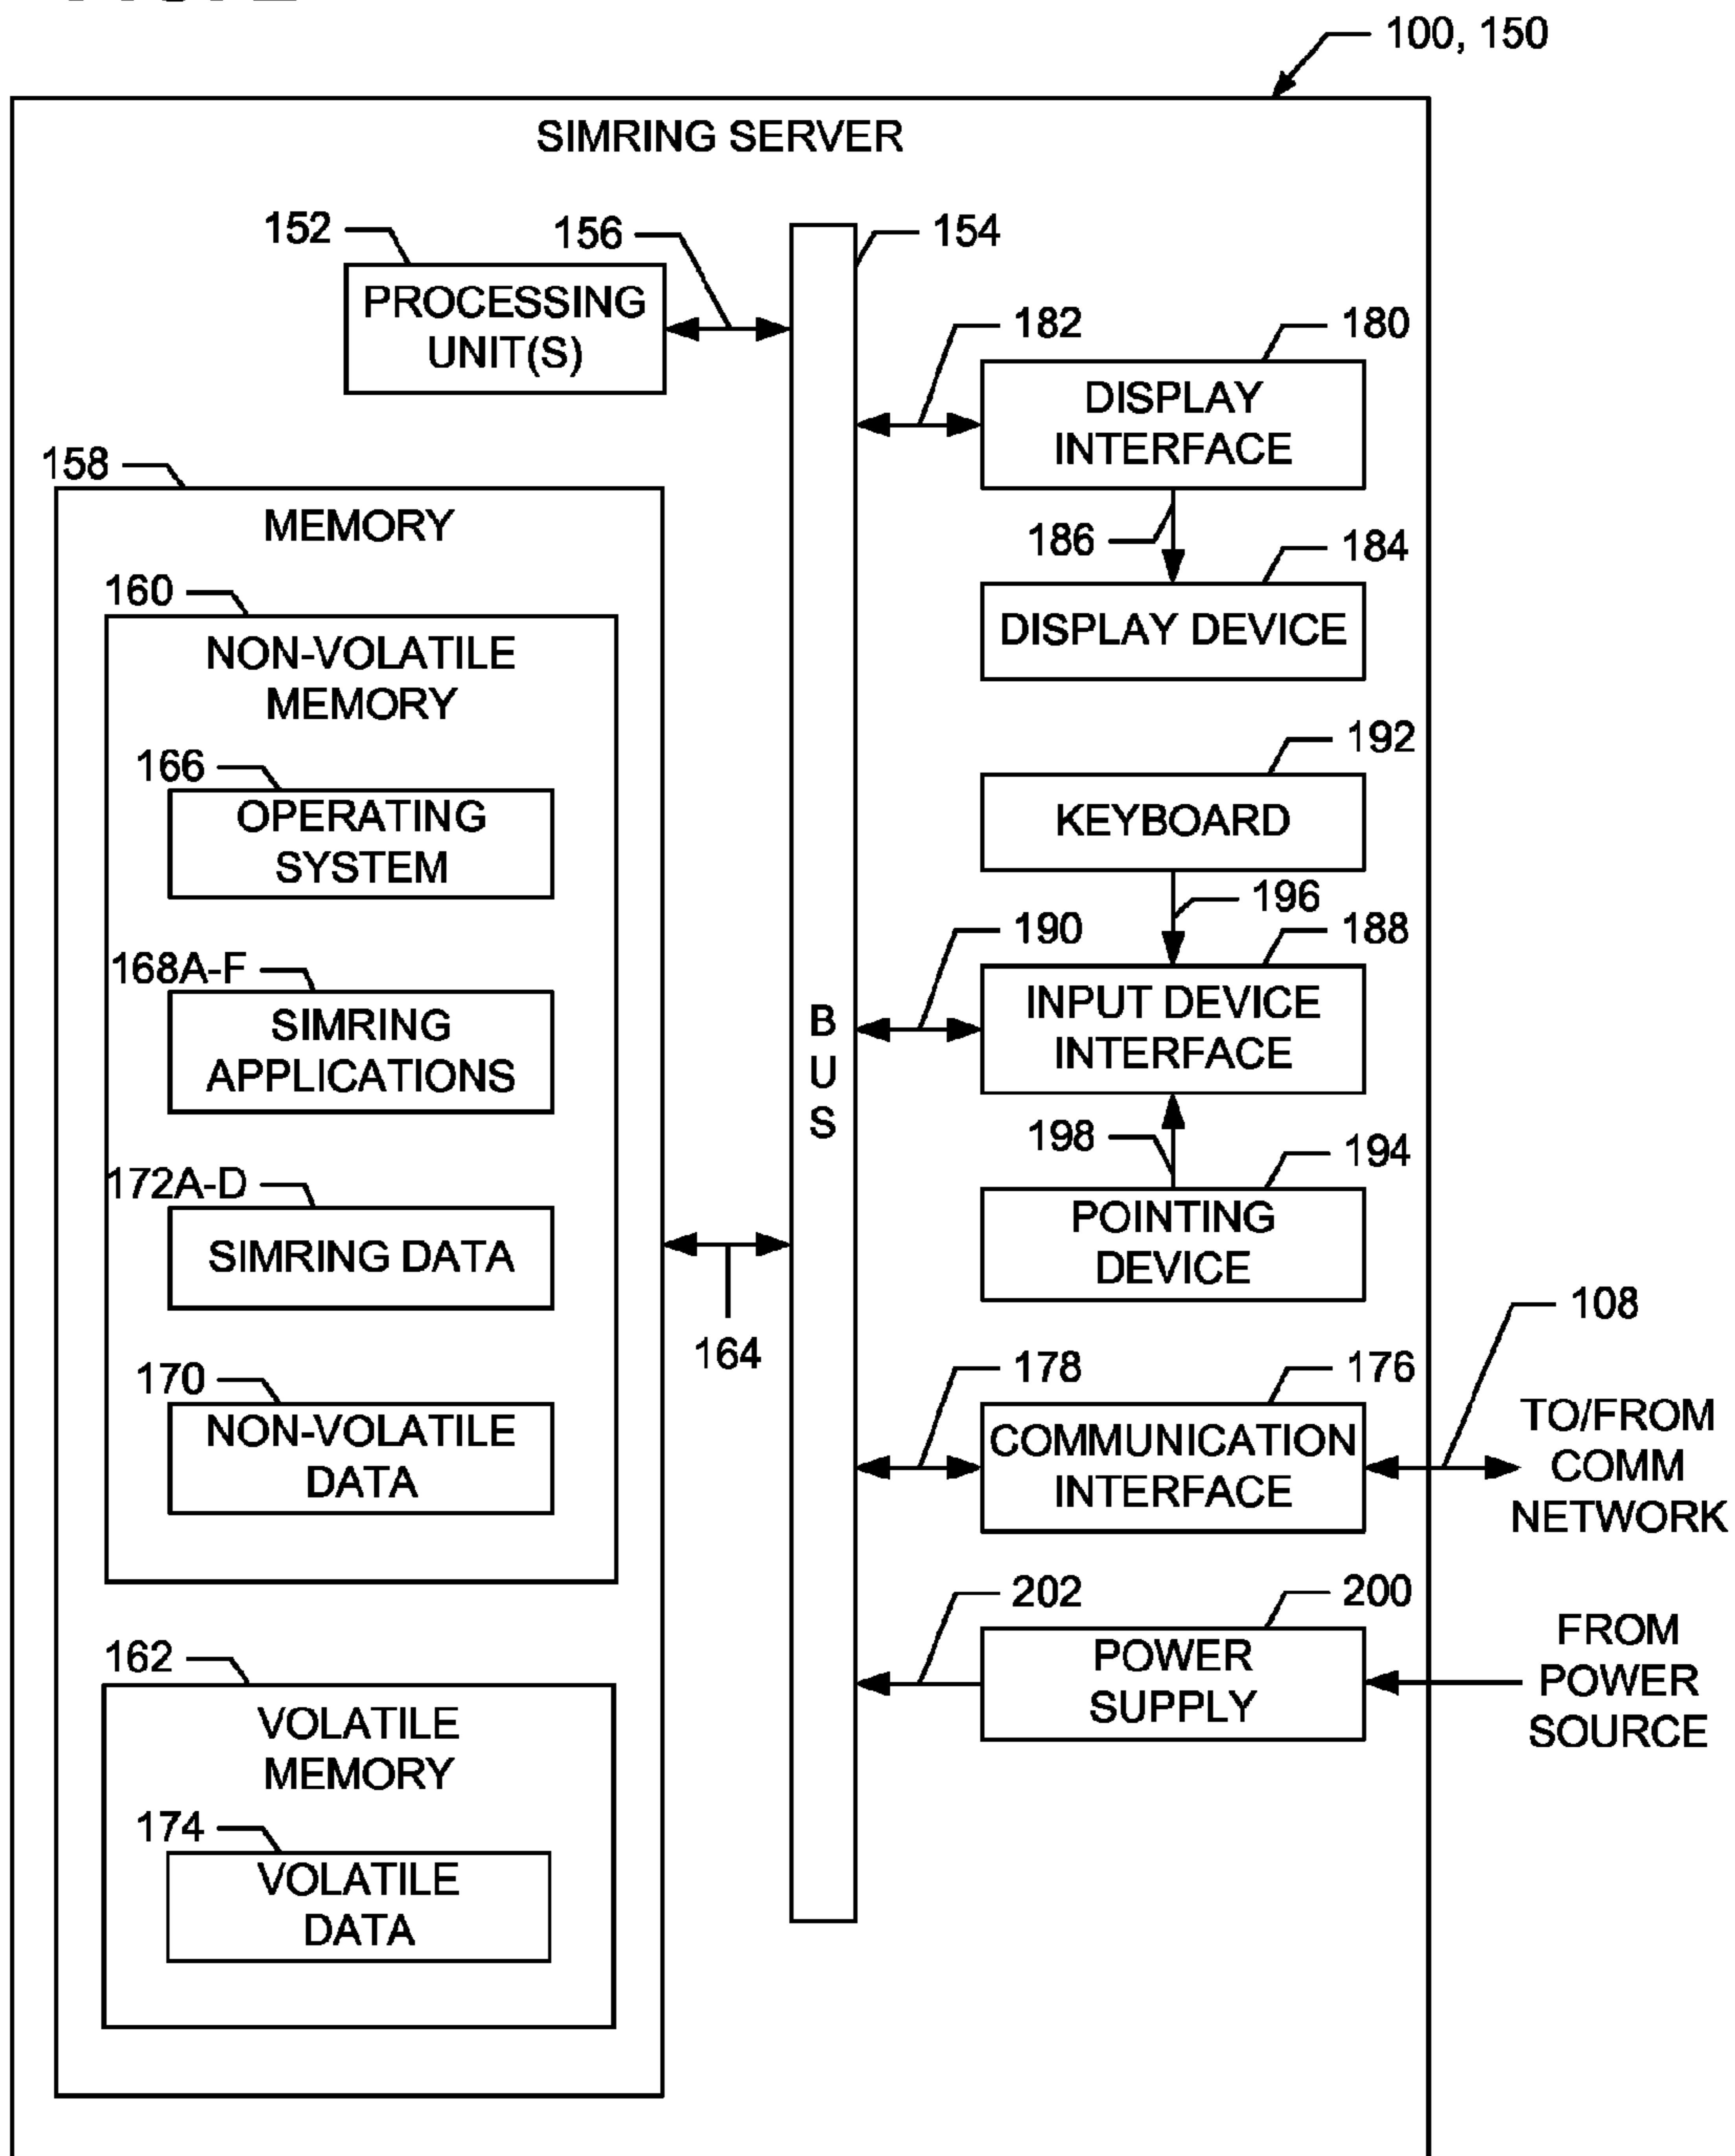 100, 150
SIMRING SERVER
152
156
154
PROCESSING
UNIT(S)
182
180
DISPLAY
INTERFACE
158
MEMORY
186
184
DISPLAY DEVICE
160
NON-VOLATILE
MEMORY
192
KEYBOARD
166
OPERATING
SYSTEM
196
190
188
INPUT DEVICE
INTERFACE
168A-F
SIMRING
APPLICATIONS
B
U
S
198
194
POINTING
DEVICE
172A-D
SIMRING DATA
164
108
178
176
COMMUNICATION
INTERFACE
TO/FROM
COMM
NETWORK
170
NON-VOLATILE
DATA
202
200
POWER
SUPPLY
FROM
POWER
SOURCE
162
VOLATILE
MEMORY
174
VOLATILE
DATA